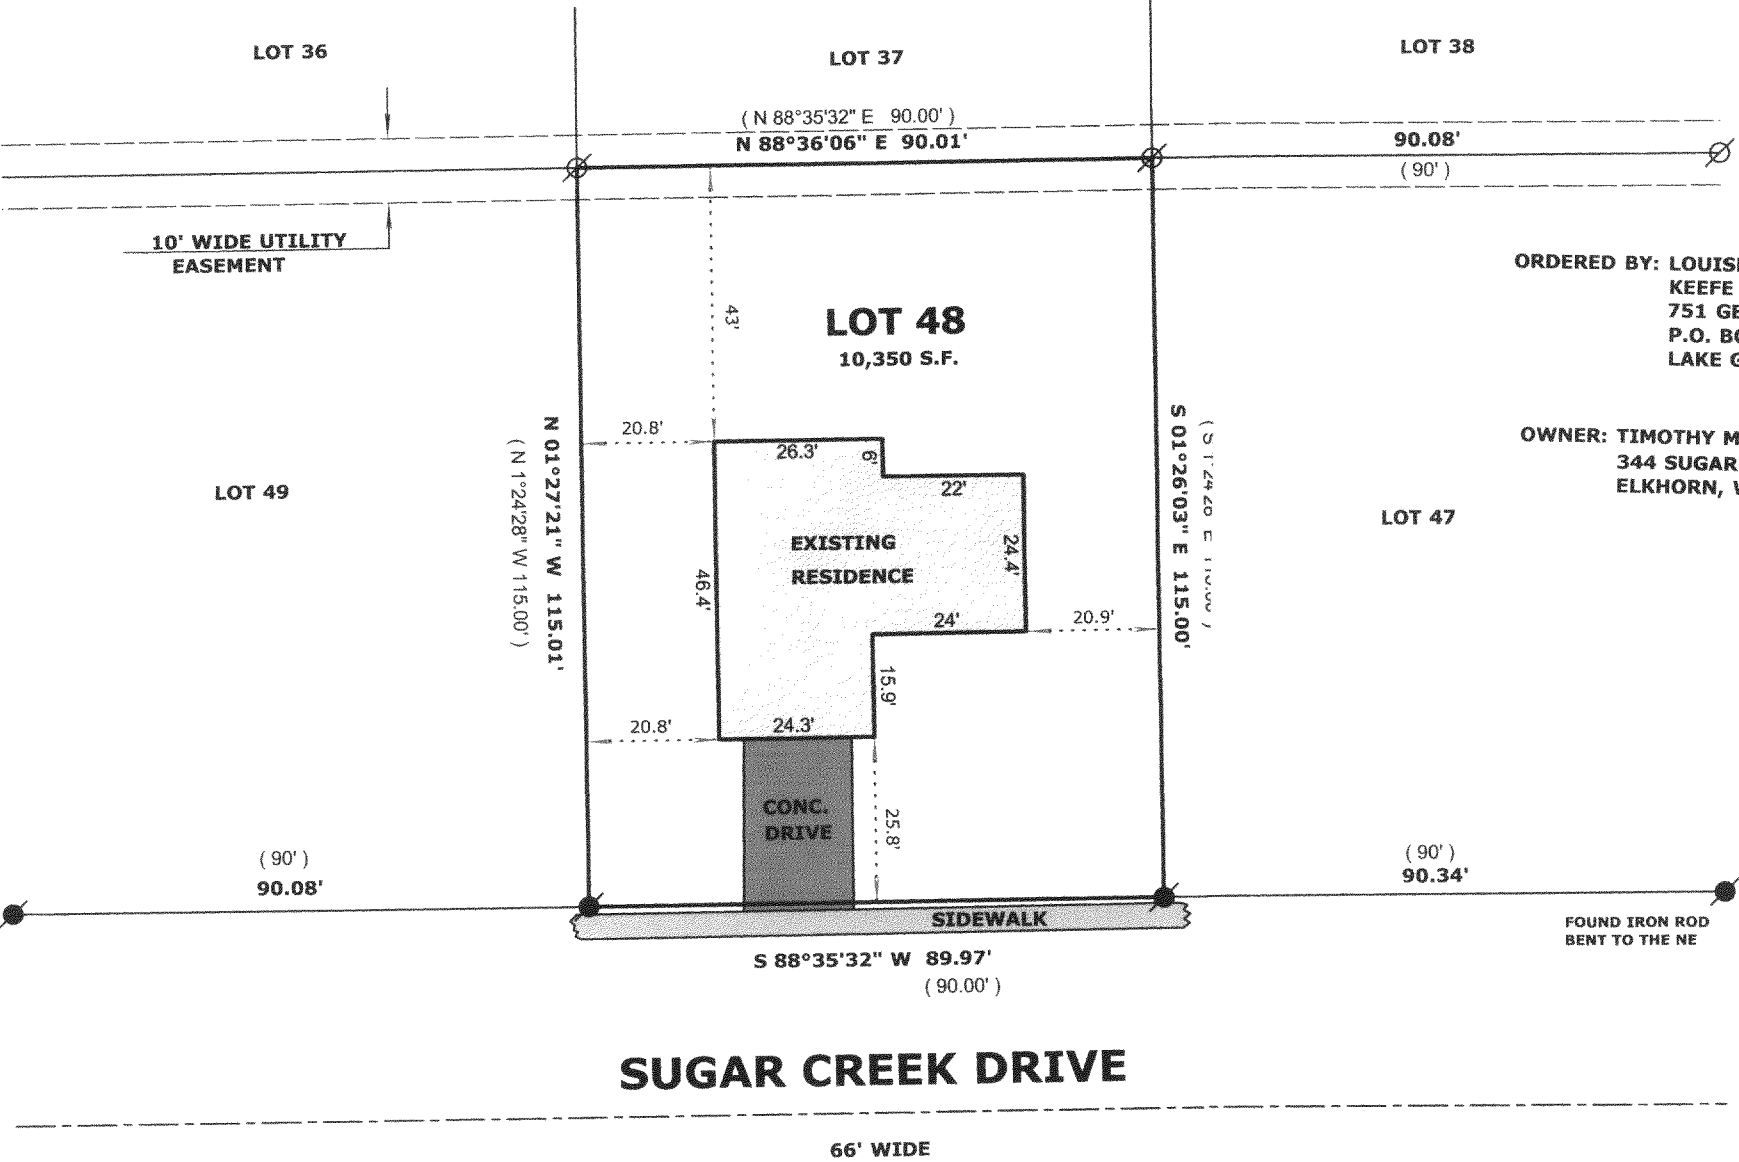 LOT 36
LOT 37
LOT 38
( N 88°35'32" E 90.00' )
N 88°36'06" E 90.01'
90.08'
( 90' )
10' WIDE UTILITY
EASEMENT
ORDERED BY:
KEEFE
751
P.O.
LAKE
43'
LOT 48
10,350 S.F.
OWNER: TIMOTHY M
344 SUGAR
ELKHORN,
20.8'
26.3'
6'
22'
N 01°27'21" W 115.01'
( N 1°24'28" W 115.00' )
S 01°26'03" E 115.00'
LOT 49
LOT 47
EXISTING
RESIDENCE
46.4'
24.4'
24'
20.9'
15.9'
20.8'
24.3'
CONC.
DRIVE
25.8'
( 90' )
90.08'
( 90' )
90.34'
SIDEWALK
FOUND IRON ROD
BENT TO THE NE
S 88°35'32" W 89.97'
( 90.00' )
SUGAR CREEK DRIVE
66' WIDE